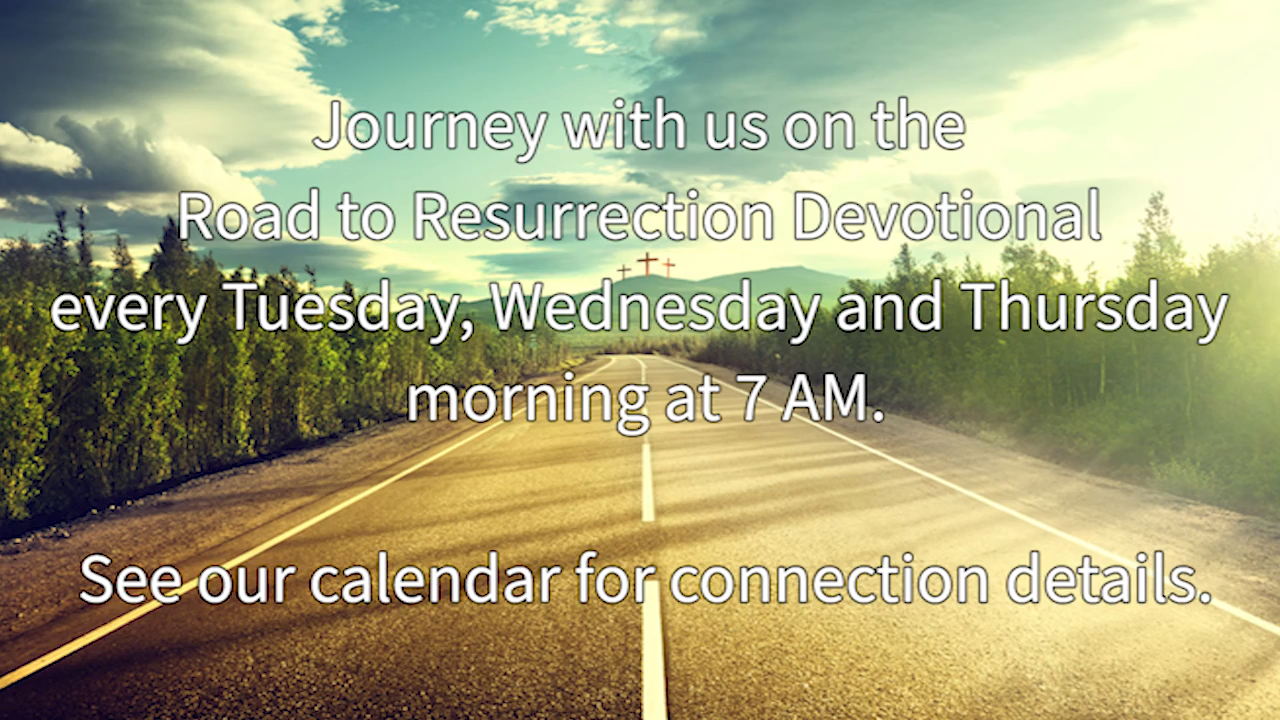 Journey with us on the
Road to Resurrection Devotional
every Tuesday, Wednesday and Thursday
morning at 7 AM.
See our calendar for connection details.